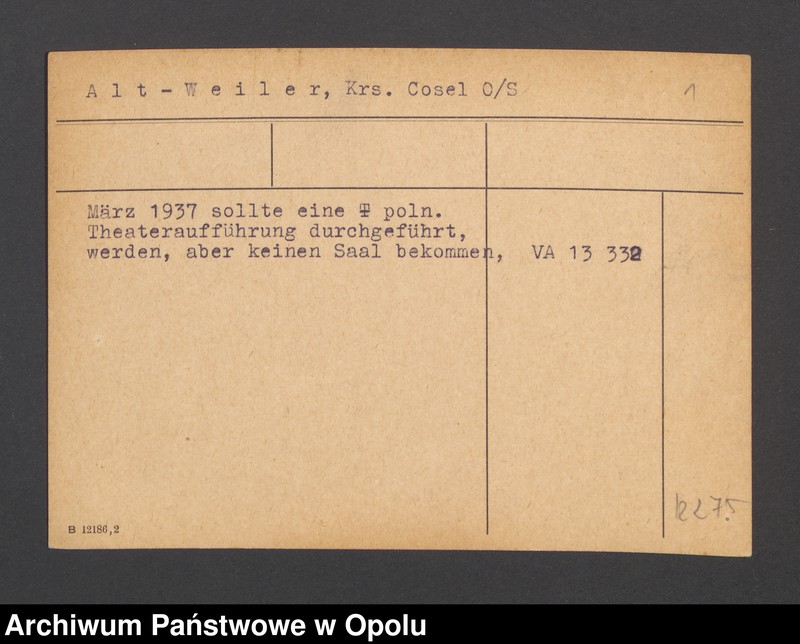 A l t - W e i l e r, Krs. Cosel O/S 1
März 1937 sollte eine T poln.
Theateraufführung durchgeführt,
werden, aber keinen Saal bekommen, VA 13 332
B 12186,2
Archiwum Państwowe w Opolu